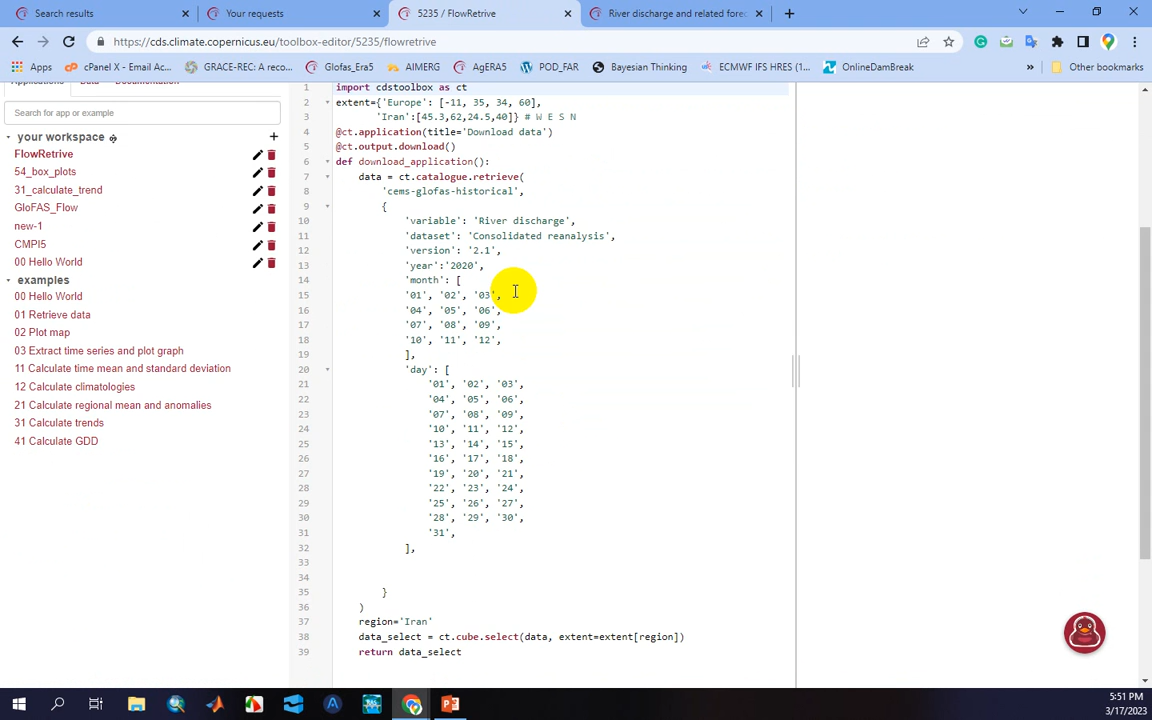 Search results
Your requests
5235 / FlowRetrive
River discharge and related forec
https://cds.climate.copernicus.eu/toolbox-editor/5235/flowretrive
Apps
cPanel X - Email Ac...
GRACE-REC: A reco...
Glofas_Era5
AIMERG
AgERA5
POD_FAR
Bayesian Thinking
ECMWF IFS HRES (1...
OnlineDamBreak
»
Other bookmarks
Search for app or example
your workspace
+
FlowRetrive
54_box_plots
31_calculate_trend
GloFAS_Flow
new-1
CMPI5
00 Hello World
examples
00 Hello World
01 Retrieve data
02 Plot map
03 Extract time series and plot graph
11 Calculate time mean and standard deviation
12 Calculate climatologies
21 Calculate regional mean and anomalies
31 Calculate trends
41 Calculate GDD
1 import cdstoolbox as ct
2 extent={'Europe': [-11, 35, 34, 60],
3 'Iran':[45.3,62,24.5,40]} # W E S N
4 @ct.application(title='Download data')
5 @ct.output.download()
6 def download_application():
7 data = ct.catalogue.retrieve(
8 'cems-glofas-historical',
9 {
10 'variable': 'River discharge',
11 'dataset': 'Consolidated reanalysis',
12 'version': '2.1',
13 'year':'2020',
14 'month': [
15 '01', '02', '03',
16 '04', '05', '06',
17 '07', '08', '09',
18 '10', '11', '12',
19 ],
20 'day': [
21 '01', '02', '03',
22 '04', '05', '06',
23 '07', '08', '09',
24 '10', '11', '12',
25 '13', '14', '15',
26 '16', '17', '18',
27 '19', '20', '21',
28 '22', '23', '24',
29 '25', '26', '27',
30 '28', '29', '30',
31 '31',
32 ],
33
34
35 }
36 )
37 region='Iran'
38 data_select = ct.cube.select(data, extent=extent[region])
39 return data_select
5:51 PM
3/17/2023